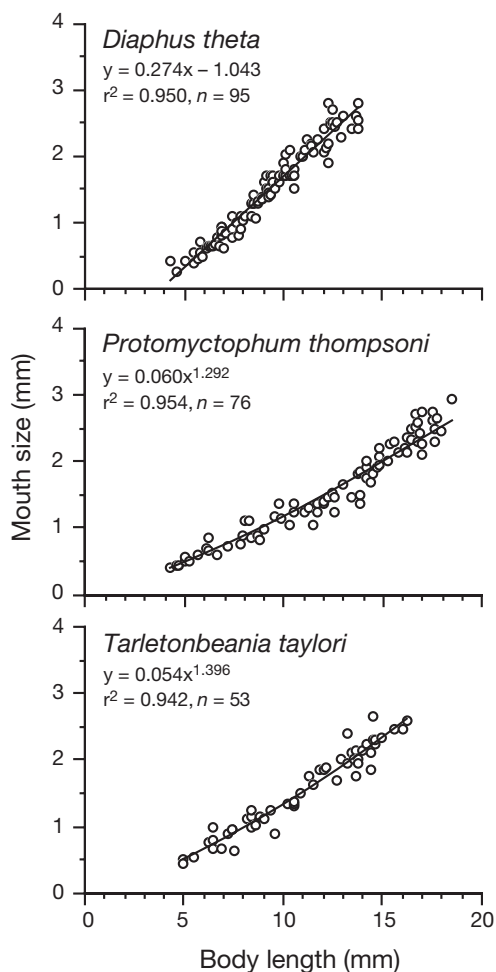 4
Diaphus theta
y = 0.274x – 1.043
r² = 0.950, n = 95
3
2
1
0
4
Protomyctophum thompsoni
y = 0.060x^1.292
r² = 0.954, n = 76
3
2
1
0
Mouth size (mm)
4
Tarletonbeania taylori
y = 0.054x^1.396
r² = 0.942, n = 53
3
2
1
0
0 5 10 15 20
Body length (mm)